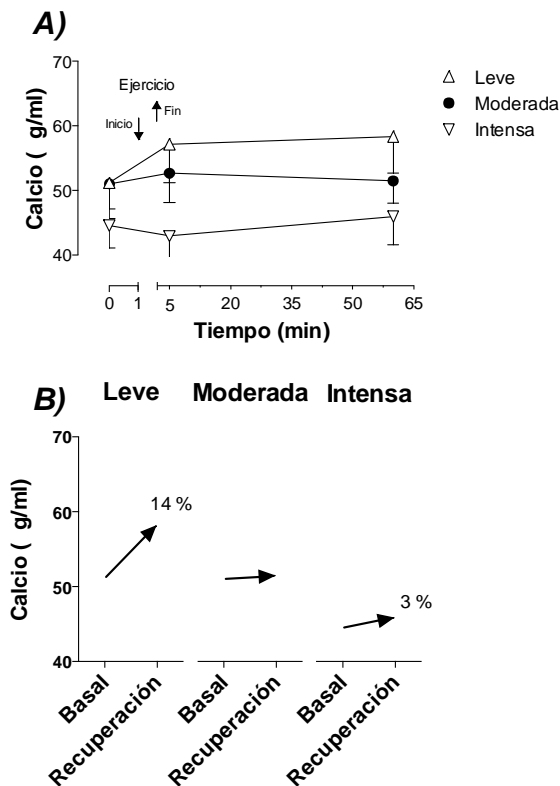 A)
70
60
50
40
Calcio ( g/ml)
Ejercicio
Inicio
Fin
Leve
Moderada
Intensa
0 1 5 20 35 50 65
Tiempo (min)
B)
Leve Moderada Intensa
70
60
50
40
Calcio ( g/ml)
14 %
3 %
Basal
Recuperación
Basal
Recuperación
Basal
Recuperación